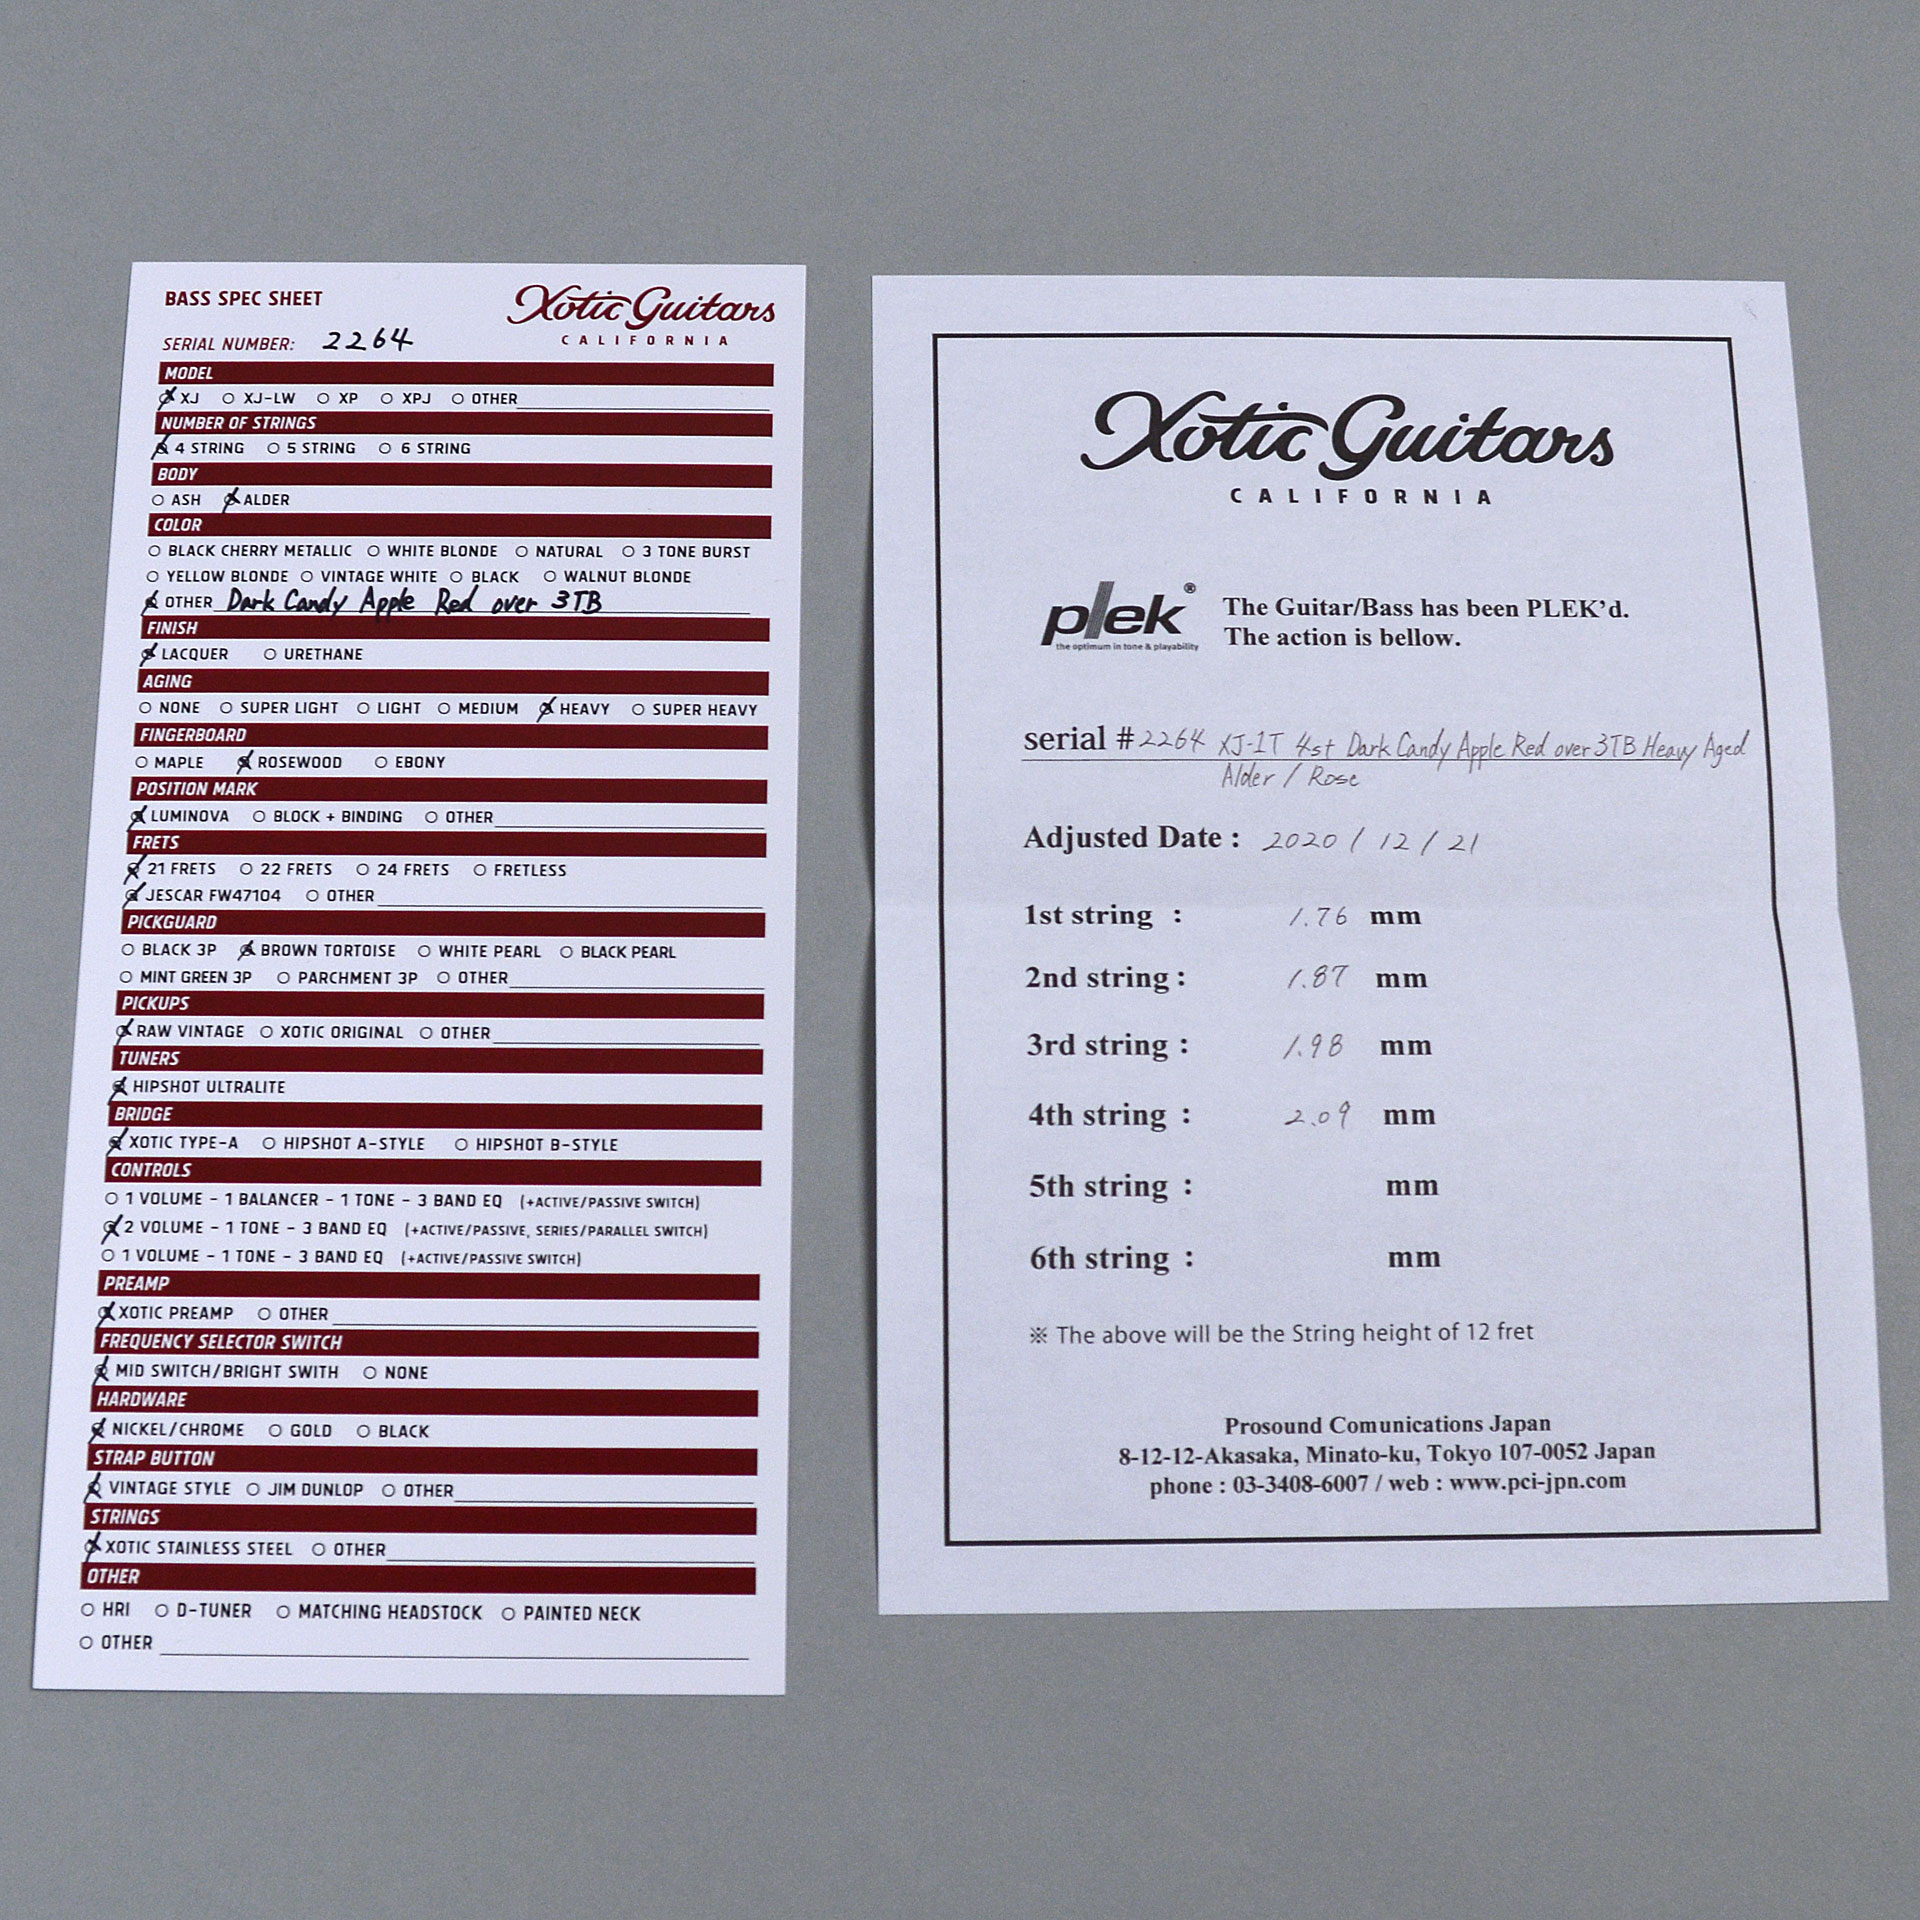 BASS SPEC SHEET
Xotic Guitars
CALIFORNIA
SERIAL NUMBER: 2264
MODEL
XJ ○ XJ-LW ○ XP ○ XPJ ○ OTHER
NUMBER OF STRINGS
4 STRING ○ 5 STRING ○ 6 STRING
BODY
○ ASH ALDER
COLOR
○ BLACK CHERRY METALLIC ○ WHITE BLONDE ○ NATURAL ○ 3 TONE BURST
○ YELLOW BLONDE ○ VINTAGE WHITE ○ BLACK ○ WALNUT BLONDE
OTHER Dark Candy Apple Red over 3TB
FINISH
LACQUER ○ URETHANE
AGING
○ NONE ○ SUPER LIGHT ○ LIGHT ○ MEDIUM HEAVY ○ SUPER HEAVY
FINGERBOARD
○ MAPLE ROSEWOOD ○ EBONY
POSITION MARK
LUMINOVA ○ BLOCK + BINDING ○ OTHER
FRETS
21 FRETS ○ 22 FRETS ○ 24 FRETS ○ FRETLESS
JESCAR FW47104 ○ OTHER
PICKGUARD
○ BLACK 3P BROWN TORTOISE ○ WHITE PEARL ○ BLACK PEARL
○ MINT GREEN 3P ○ PARCHMENT 3P ○ OTHER
PICKUPS
RAW VINTAGE ○ XOTIC ORIGINAL ○ OTHER
TUNERS
HIPSHOT ULTRALITE
BRIDGE
XOTIC TYPE-A ○ HIPSHOT A-STYLE ○ HIPSHOT B-STYLE
CONTROLS
○ 1 VOLUME - 1 BALANCER - 1 TONE - 3 BAND EQ (+ACTIVE/PASSIVE SWITCH)
2 VOLUME - 1 TONE - 3 BAND EQ (+ACTIVE/PASSIVE, SERIES/PARALLEL SWITCH)
○ 1 VOLUME - 1 TONE - 3 BAND EQ (+ACTIVE/PASSIVE SWITCH)
PREAMP
XOTIC PREAMP ○ OTHER
FREQUENCY SELECTOR SWITCH
MID SWITCH/BRIGHT SWITH ○ NONE
HARDWARE
NICKEL/CHROME ○ GOLD ○ BLACK
STRAP BUTTON
VINTAGE STYLE ○ JIM DUNLOP ○ OTHER
STRINGS
XOTIC STAINLESS STEEL ○ OTHER
OTHER
○ HRI ○ D-TUNER ○ MATCHING HEADSTOCK ○ PAINTED NECK
○ OTHER
Xotic Guitars
CALIFORNIA
plek®
the optimum in tone & playability
The Guitar/Bass has been PLEK'd.
The action is bellow.
serial # 2264 XJ-1T 4st Dark Candy Apple Red over 3TB Heavy Aged
Alder / Rose
Adjusted Date : 2020 / 12 / 21
1st string : 1.76 mm
2nd string : 1.87 mm
3rd string : 1.98 mm
4th string : 2.09 mm
5th string : mm
6th string : mm
※ The above will be the String height of 12 fret
Prosound Comunications Japan
8-12-12-Akasaka, Minato-ku, Tokyo 107-0052 Japan
phone : 03-3408-6007 / web : www.pci-jpn.com